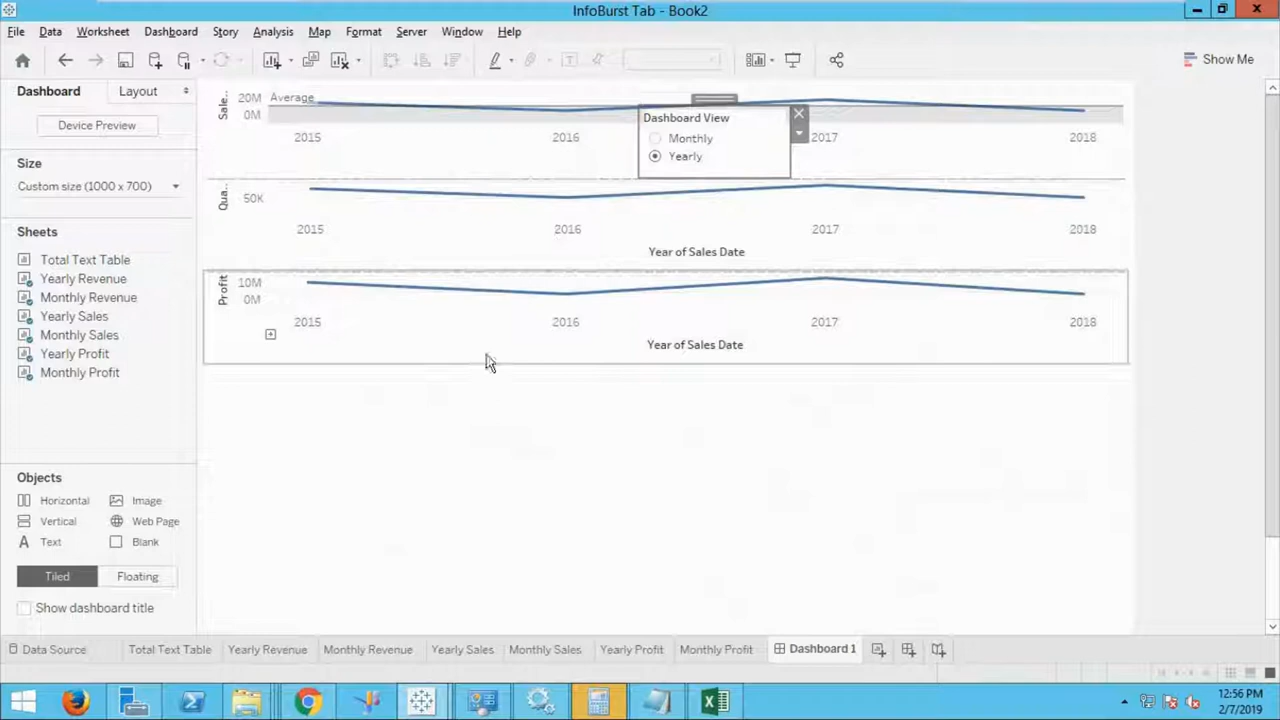 InfoBurst Tab - Book2
File Data Worksheet Dashboard Story Analysis Map Format Server Window Help
Show Me
Dashboard Layout
Device Preview
Size
Custom size (1000 x 700)
Sheets
Total Text Table
Yearly Revenue
Monthly Revenue
Yearly Sales
Monthly Sales
Yearly Profit
Monthly Profit
Objects
Horizontal Image
Vertical Web Page
Text Blank
Tiled Floating
Show dashboard title
Sale..
20M
0M
Average
2015 2016 2017 2018
Dashboard View
Monthly
Yearly
Qua..
50K
2015 2016 2017 2018
Year of Sales Date
Profit
10M
0M
2015 2016 2017 2018
Year of Sales Date
Data Source Total Text Table Yearly Revenue Monthly Revenue Yearly Sales Monthly Sales Yearly Profit Monthly Profit Dashboard 1
12:56 PM
2/7/2019